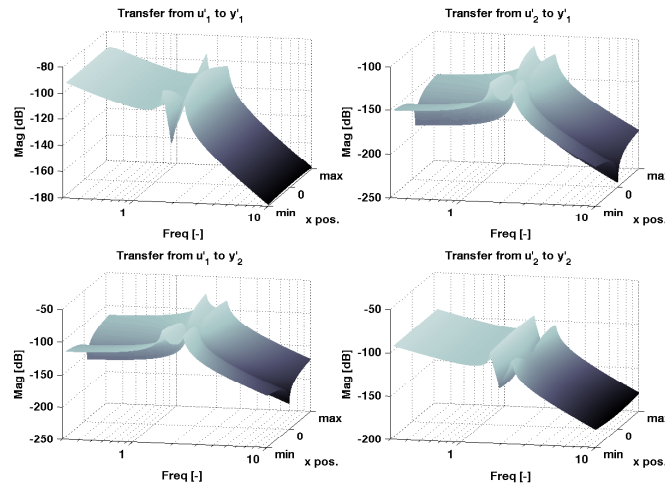 Transfer from u'1 to y'1
-80
-100
-120
-140
-160
-180
Mag [dB]
1
10
Freq [-]
min
0
max
x pos.
Transfer from u'2 to y'1
-100
-150
-200
-250
Mag [dB]
1
10
Freq [-]
min
0
max
x pos.
Transfer from u'1 to y'2
-50
-100
-150
-200
-250
Mag [dB]
1
10
Freq [-]
min
0
max
x pos.
Transfer from u'2 to y'2
-50
-100
-150
-200
Mag [dB]
1
10
Freq [-]
min
0
max
x pos.